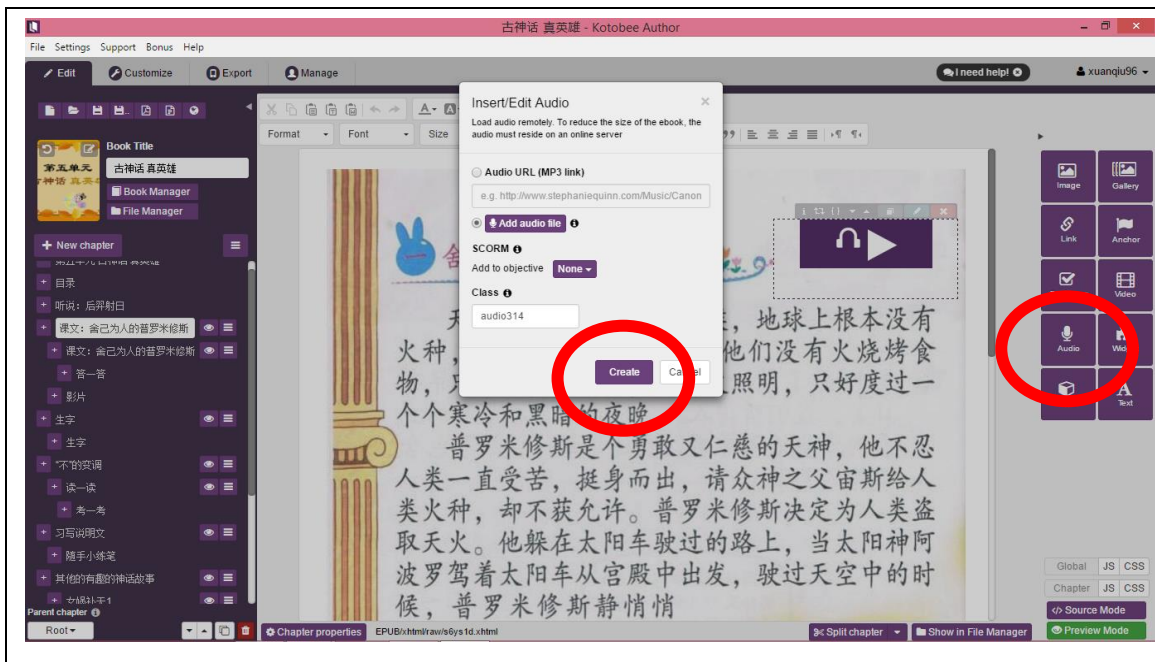 古神话 真英雄 - Kotobee Author
File Settings Support Bonus Help
Edit Customize Export Manage
I need help!
xuanqiu96
Book Title
古神话 真英雄
第五单元
Book Manager
File Manager
New chapter
目录
听说：后羿射日
课文：舍己为人的普罗米修斯
课文：舍己为人的普罗米修斯
答一答
影片
生字
生字
"不"的变调
读一读
考一考
习写说明文
随手小练笔
其他的有趣的神话故事
Parent chapter
Root
Format Font Size
Insert/Edit Audio
Load audio remotely. To reduce the size of the ebook, the
audio must reside on an online server
Audio URL (MP3 link)
e.g. http://www.stephaniequinn.com/Music/Canon
Add audio file
SCORM
Add to objective None
Class
audio314
Create
一
，地球上根本没有
火种，
他们没有火烧烤食
物，
照明，只好度过一
个个寒冷和黑暗的夜晚
普罗米修斯是个勇敢又仁慈的天神，他不忍
人类一直受苦，挺身而出，请众神之父宙斯给人
类火种，却不获允许。普罗米修斯决定为人类盗
取天火。他躲在太阳车驶过的路上，当太阳神阿
波罗驾着太阳车从宫殿中出发，驶过天空中的时
候，普罗米修斯静悄悄
Image Gallery
Link Anchor
Video
Audio
Text
Global JS CSS
Chapter JS CSS
</> Source Mode
Preview Mode
Chapter properties EPUB/xhtml/raw/s6ys1d.xhtml Split chapter Show in File Manager